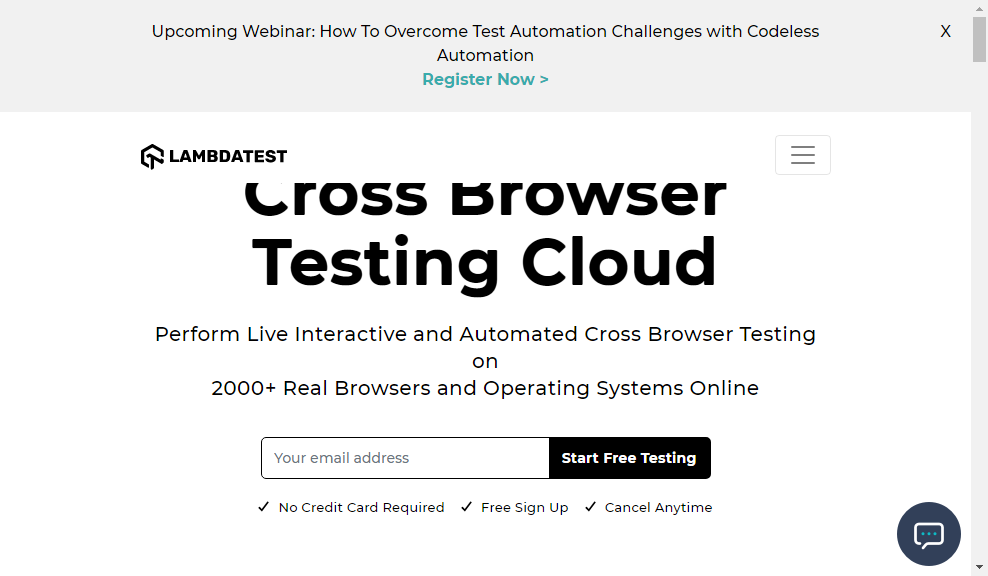 Upcoming Webinar: How To Overcome Test Automation Challenges with Codeless
Automation
Register Now >
X
LAMBDATEST
Cross Browser
Testing Cloud
Perform Live Interactive and Automated Cross Browser Testing
on
2000+ Real Browsers and Operating Systems Online
Your email address
Start Free Testing
✓ No Credit Card Required ✓ Free Sign Up ✓ Cancel Anytime